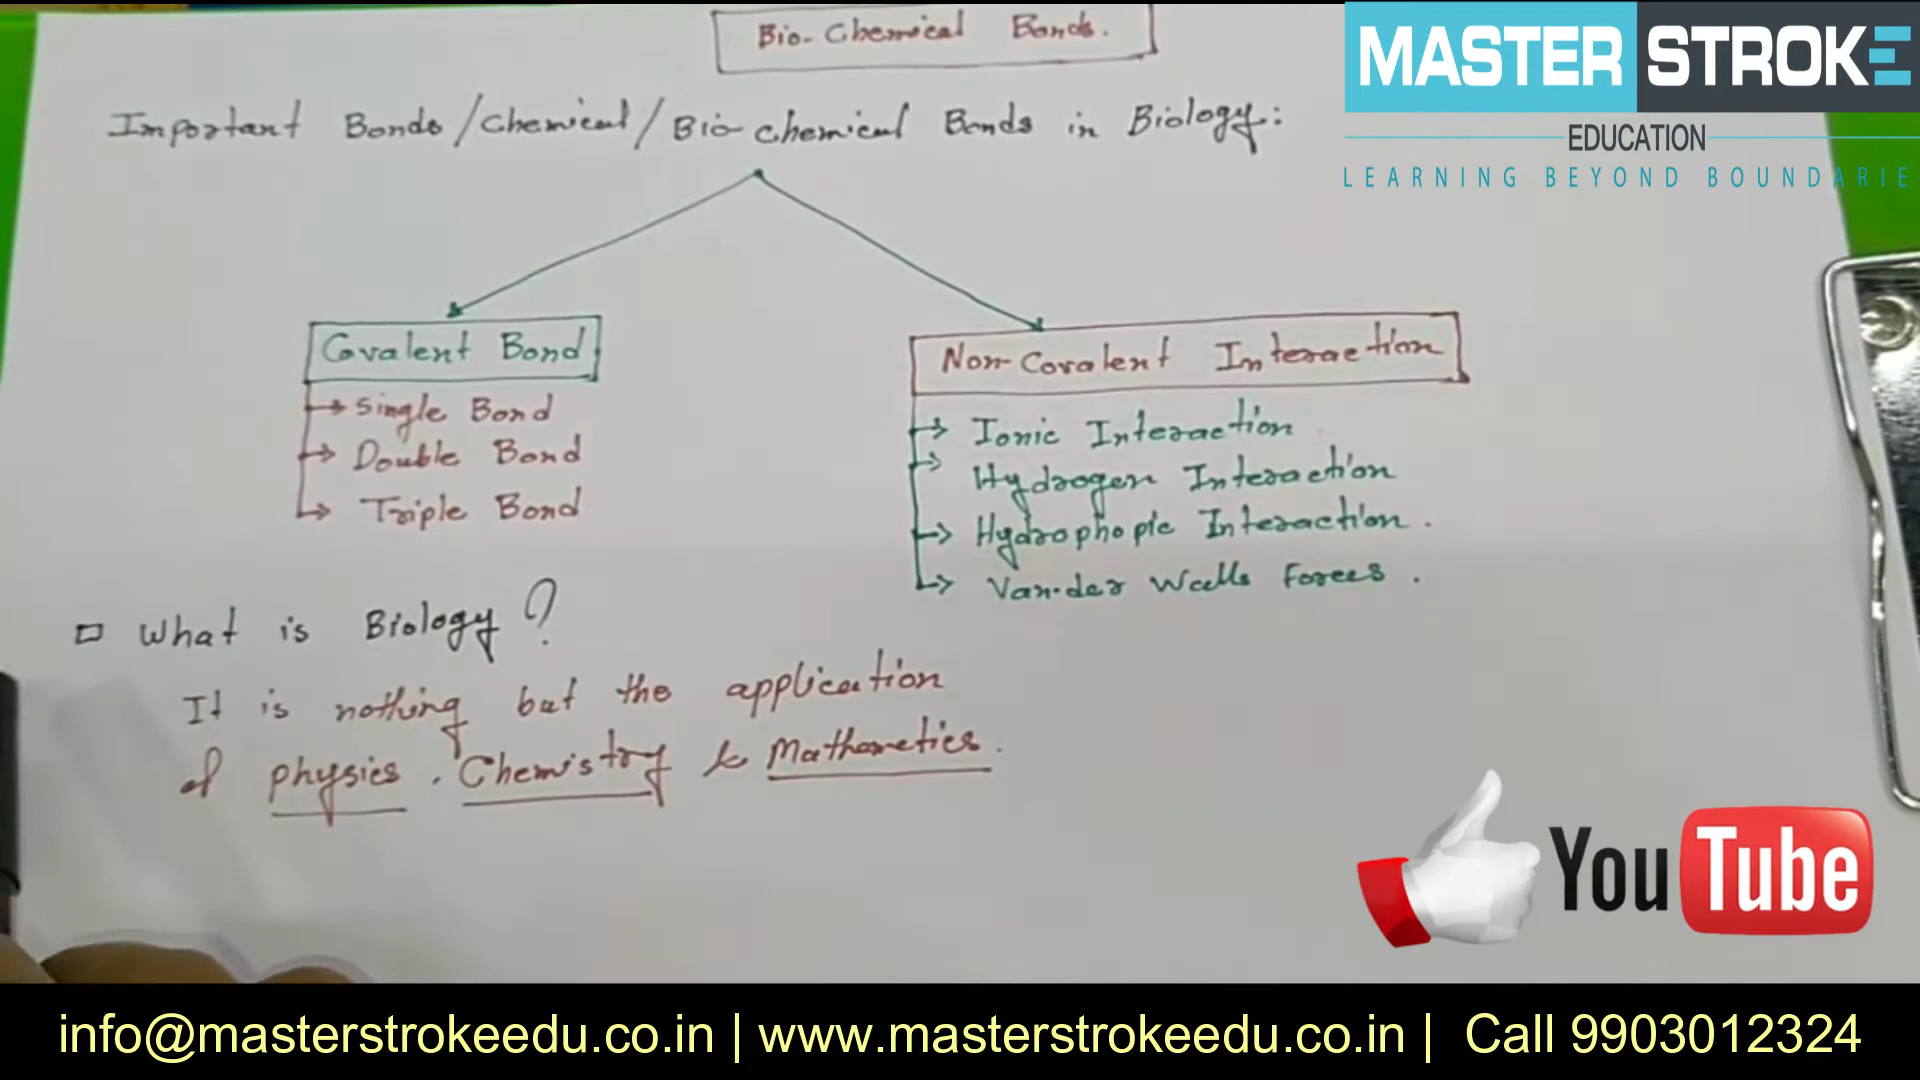 Bio-Chemical Bonds.
MASTER STROKE
EDUCATION
LEARNING BEYOND BOUNDARIE
Important Bonds/Chemical/Bio-chemical Bonds in Biology:
Covalent Bond
Single Bond
Double Bond
Triple Bond
Non-Covalent Interaction
Ionic Interaction
Hydrogen Interaction
Hydrophopic Interaction.
Van-der Walls Forces.
What is Biology?
It is nothing but the application
of physics, Chemistry & Mathematics.
YouTube
info@masterstrokeedu.co.in | www.masterstrokeedu.co.in | Call 9903012324